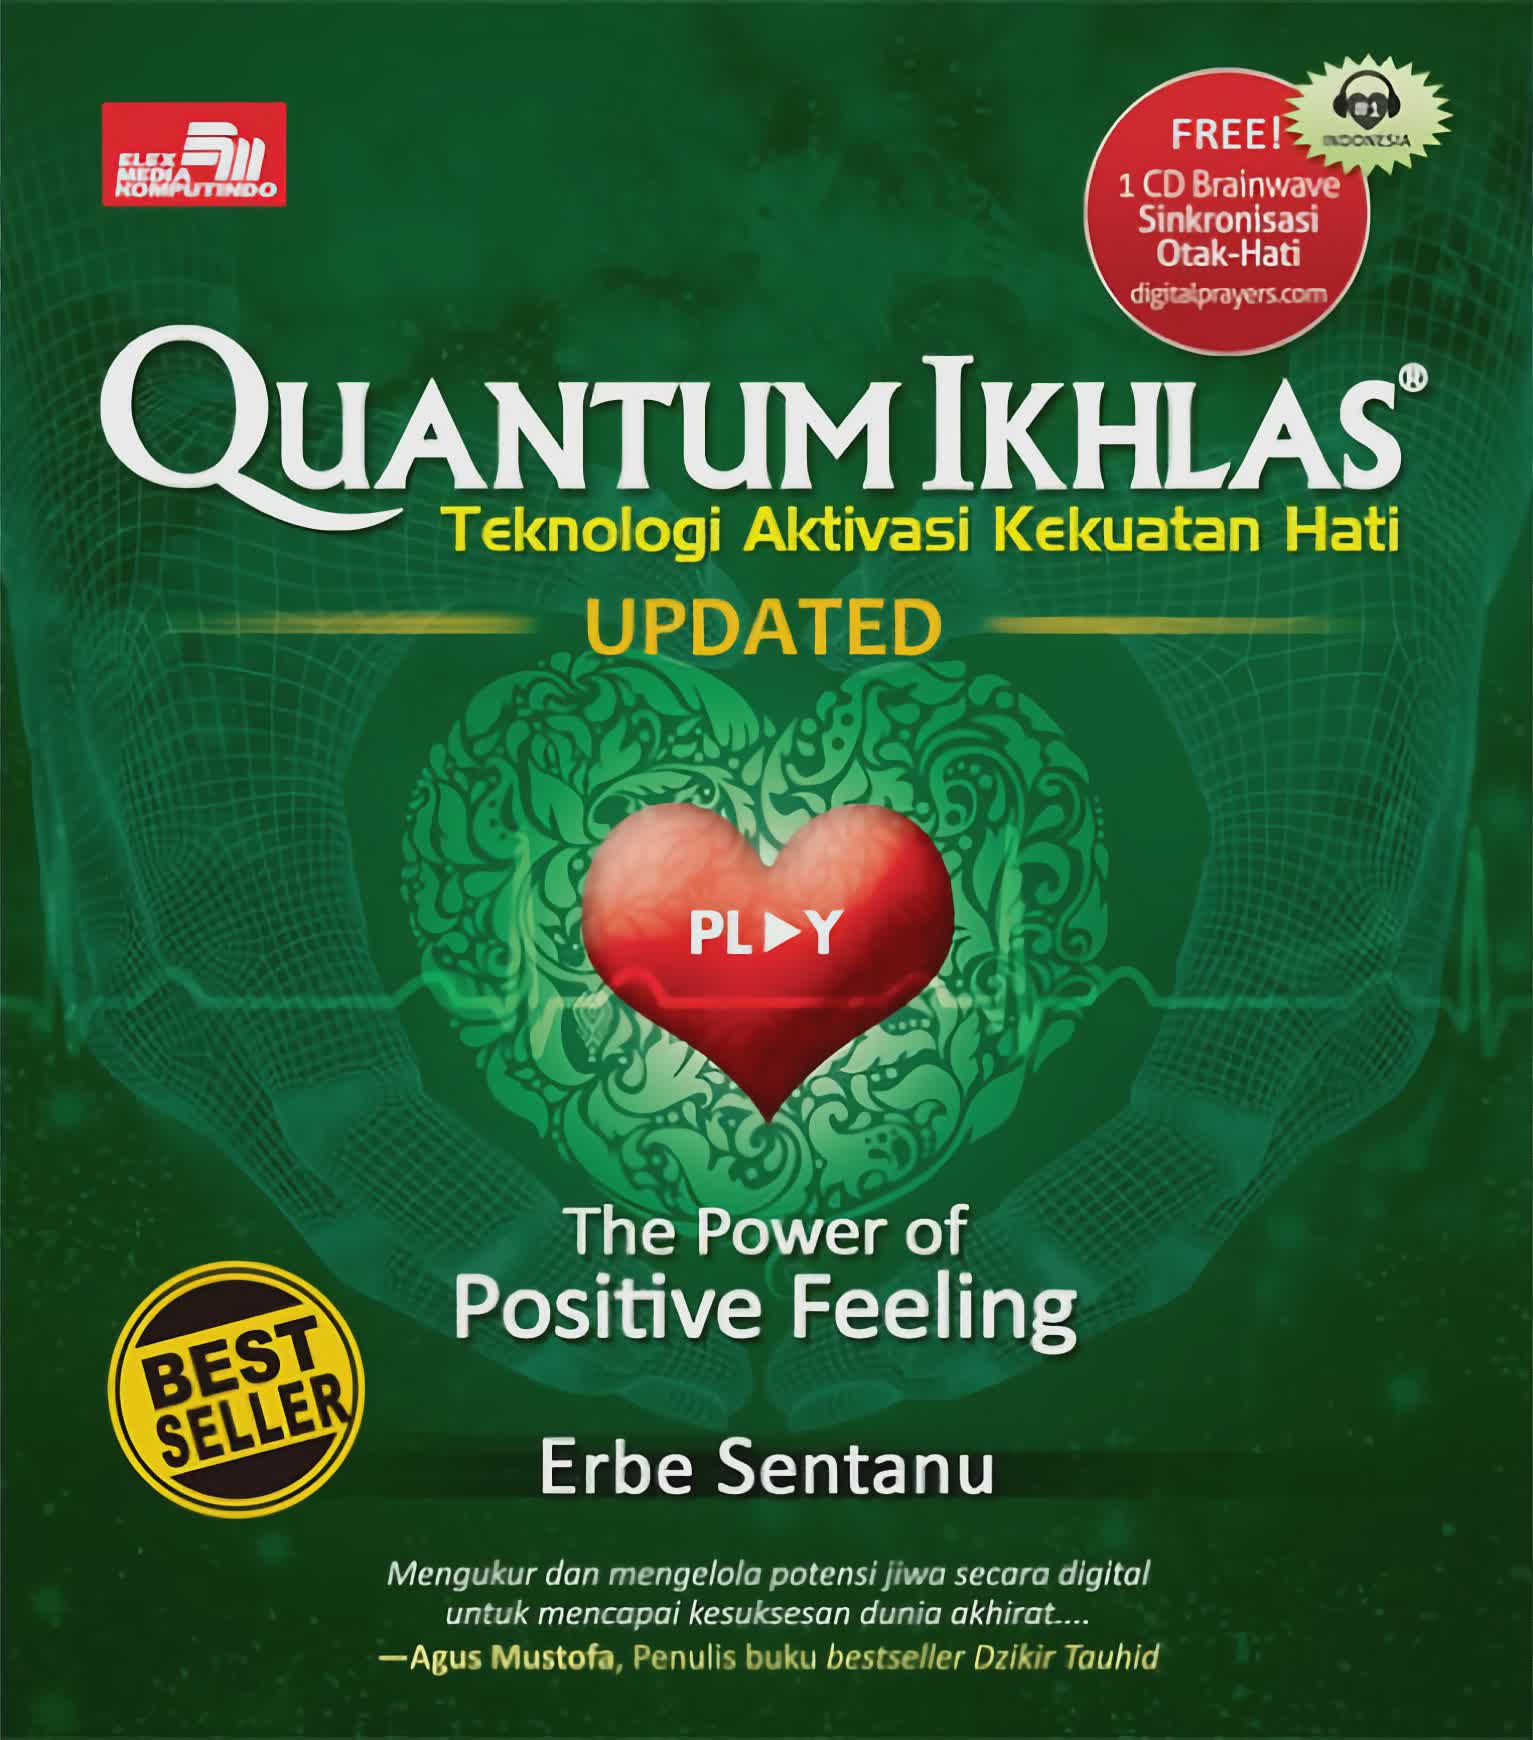 ELEX
MEDIA
KOMPUTINDO
FREE!
1 CD Brainwave
Sinkronisasi
Otak-Hati
digitalprayers.com
#1
INDONESIA
QUANTUM IKHLAS®
Teknologi Aktivasi Kekuatan Hati
UPDATED
PL▶Y
The Power of
Positive Feeling
BEST
SELLER
Erbe Sentanu
Mengukur dan mengelola potensi jiwa secara digital
untuk mencapai kesuksesan dunia akhirat....
—Agus Mustofa, Penulis buku bestseller Dzikir Tauhid